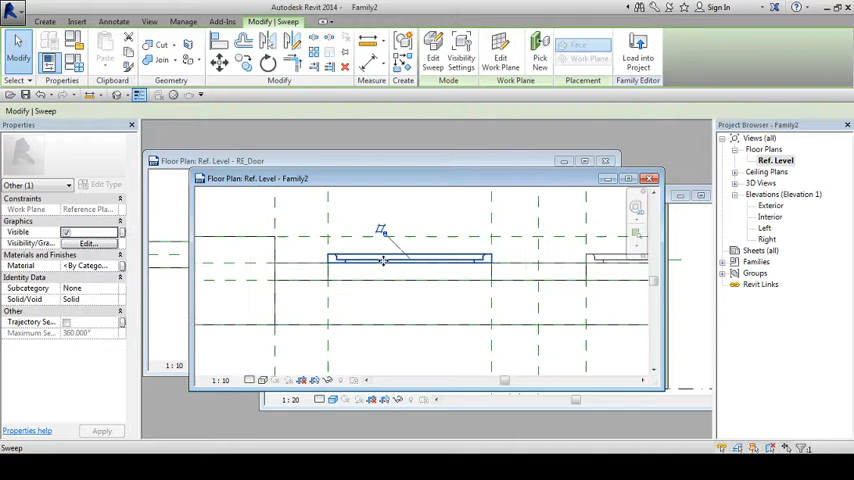 Autodesk Revit 2014 - Family2
Sign In
Create Insert Annotate View Manage Add-Ins Modify | Sweep
Modify
Paste
Cut
Join
Edit
Sweep
Visibility
Settings
Edit
Work Plane
Pick
New
Face
Work Plane
Load into
Project
Select Properties Clipboard Geometry Modify Measure Create Mode Work Plane Placement Family Editor
Modify | Sweep
Properties
Other (1)
Edit Type
Constraints
Work Plane Reference Pla...
Graphics
Visible
Visibility/Gra... Edit...
Materials and Finishes
Material <By Catego...
Identity Data
Subcategory None
Solid/Void Solid
Other
Trajectory Se...
Maximum Se... 360.000°
Properties help
Apply
Floor Plan: Ref. Level - RE_Door
Floor Plan: Ref. Level - Family2
1 : 10
1 : 10
1 : 20
Project Browser - Family2
Views (all)
Floor Plans
Ref. Level
Ceiling Plans
3D Views
Elevations (Elevation 1)
Exterior
Interior
Left
Right
Sheets (all)
Families
Groups
Revit Links
Sweep
:1